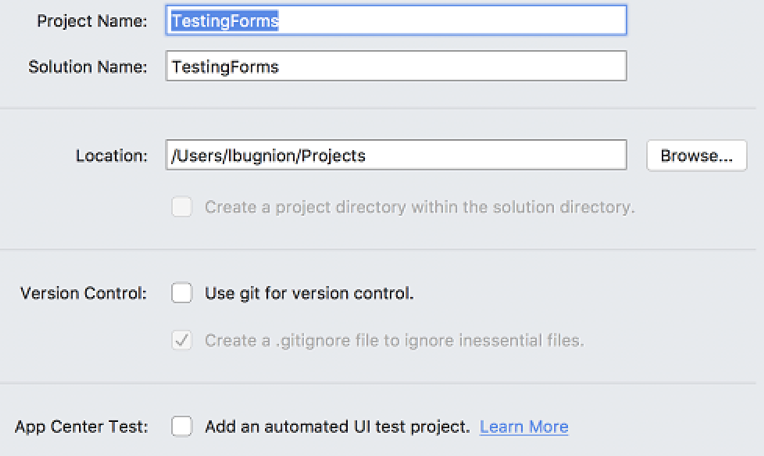 Project Name: TestingForms
Solution Name: TestingForms
Location: /Users/lbugnion/Projects Browse...
Create a project directory within the solution directory.
Version Control: Use git for version control.
Create a .gitignore file to ignore inessential files.
App Center Test: Add an automated UI test project. Learn More